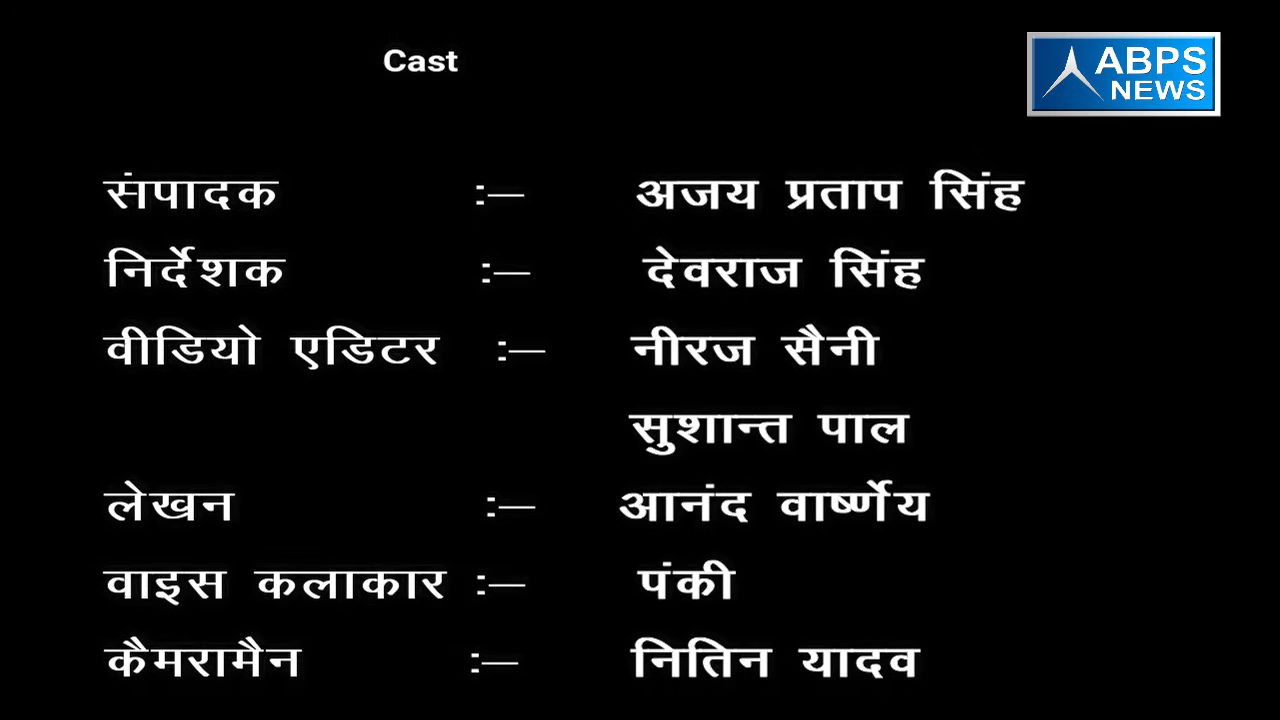 Cast
ABPS
NEWS
संपादक :— अजय प्रताप सिंह
निर्देशक :— देवराज सिंह
वीडियो एडिटर :— नीरज सैनी
सुशान्त पाल
लेखन :— आनंद वार्ष्णेय
वाइस कलाकार :— पंकी
कैमरामैन :— नितिन यादव